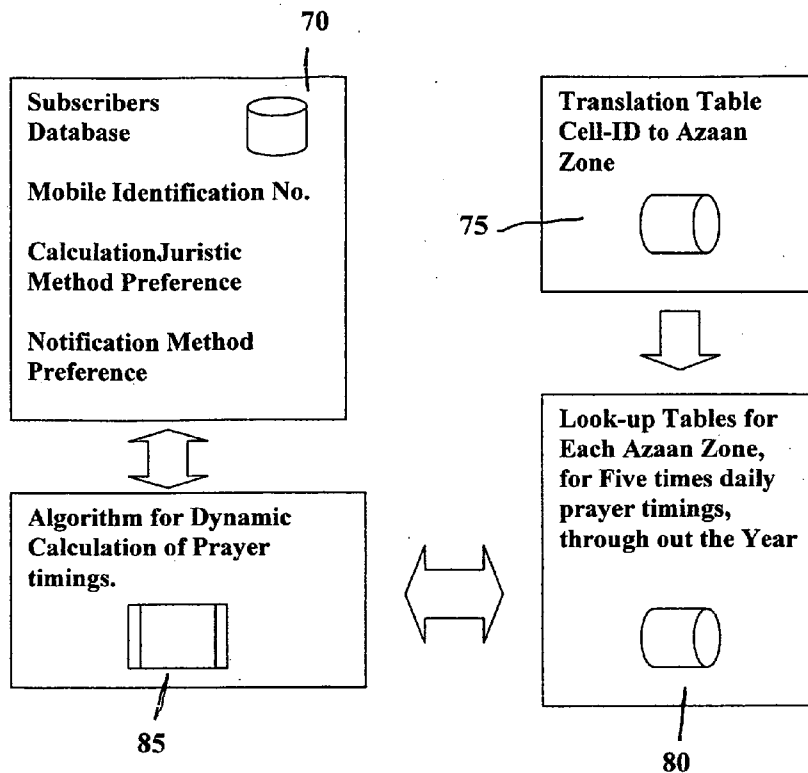 70
Subscribers
Database
Mobile Identification No.
CalculationJuristic
Method Preference
Notification Method
Preference
Translation Table
Cell-ID to Azaan
Zone
75
Algorithm for Dynamic
Calculation of Prayer
timings.
85
Look-up Tables for
Each Azaan Zone,
for Five times daily
prayer timings,
through out the Year
80